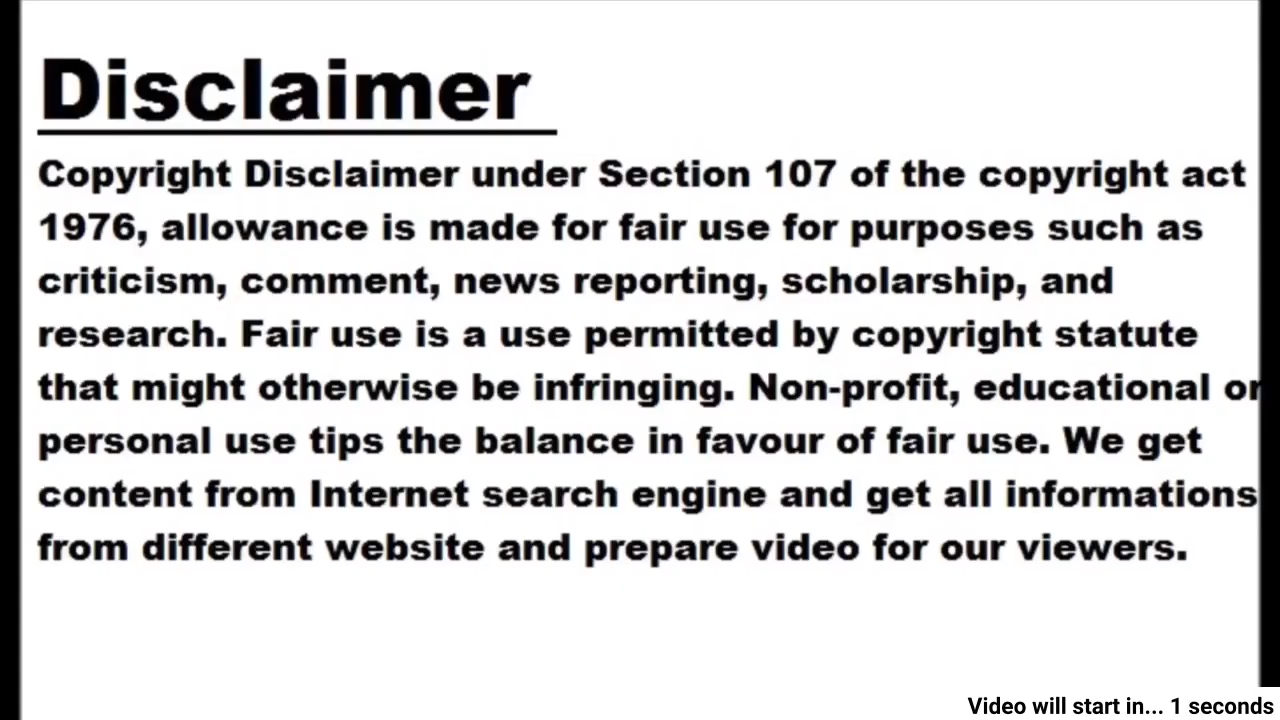 Disclaimer
Copyright Disclaimer under Section 107 of the copyright act
1976, allowance is made for fair use for purposes such as
criticism, comment, news reporting, scholarship, and
research. Fair use is a use permitted by copyright statute
that might otherwise be infringing. Non-profit, educational or
personal use tips the balance in favour of fair use. We get
content from Internet search engine and get all informations
from different website and prepare video for our viewers.
Video will start in... 1 seconds